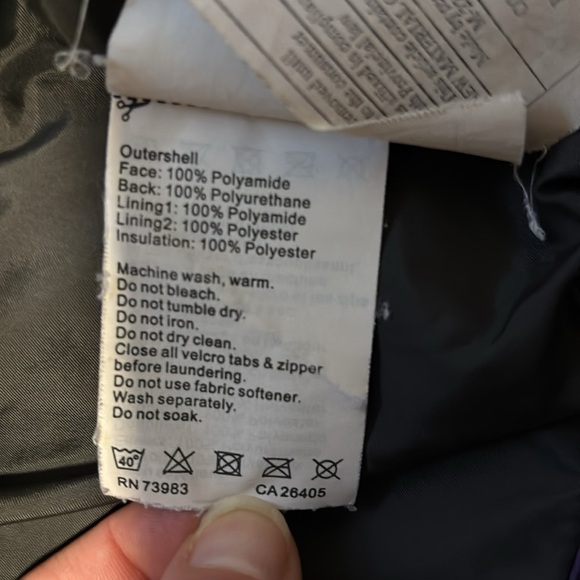 NEW MATERIAL
Outershell
Face: 100% Polyamide
Back: 100% Polyurethane
Lining1: 100% Polyamide
Lining2: 100% Polyester
Insulation: 100% Polyester
Machine wash, warm.
Do not bleach.
Do not tumble dry.
Do not iron.
Do not dry clean.
Close all velcro tabs & zipper
before laundering.
Do not use fabric softener.
Wash separately.
Do not soak.
40°
RN 73983 CA 26405